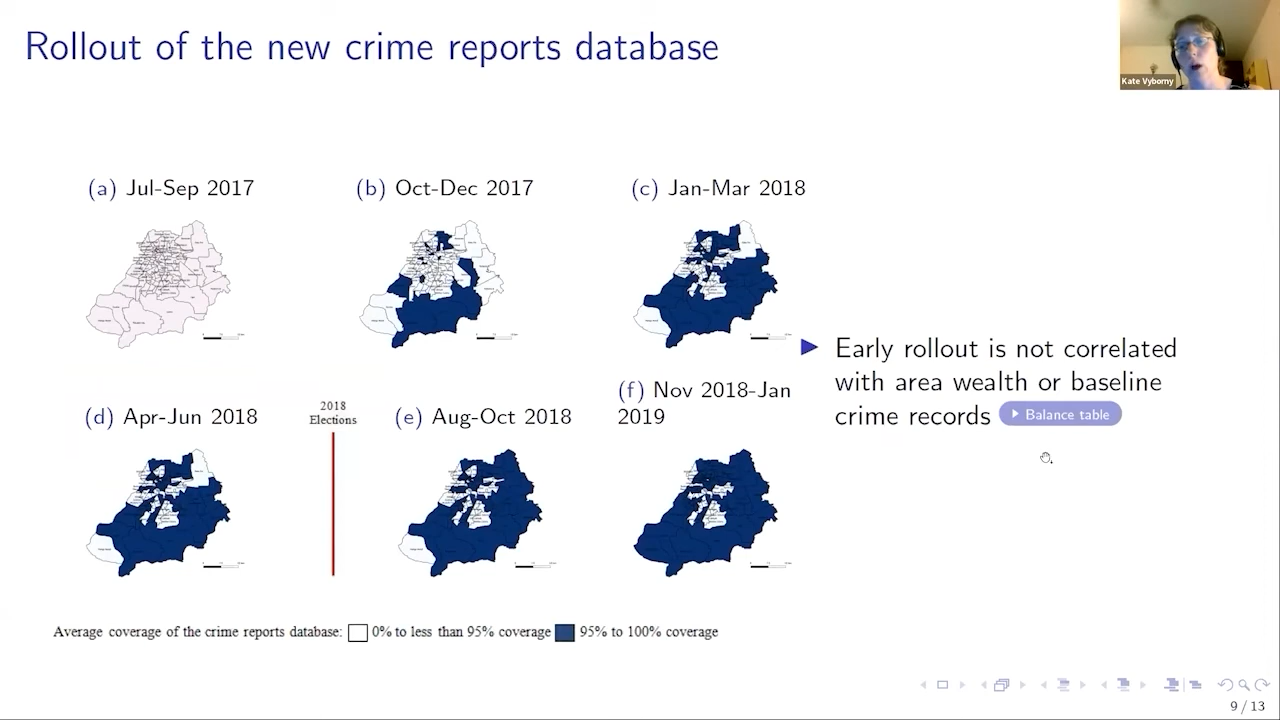 Rollout of the new crime reports database
Kate Vyborny
(a) Jul-Sep 2017
(b) Oct-Dec 2017
(c) Jan-Mar 2018
Early rollout is not correlated
with area wealth or baseline
crime records Balance table
(d) Apr-Jun 2018
2018
Elections
(e) Aug-Oct 2018
(f) Nov 2018-Jan
2019
Average coverage of the crime reports database: 0% to less than 95% coverage 95% to 100% coverage
9 / 13